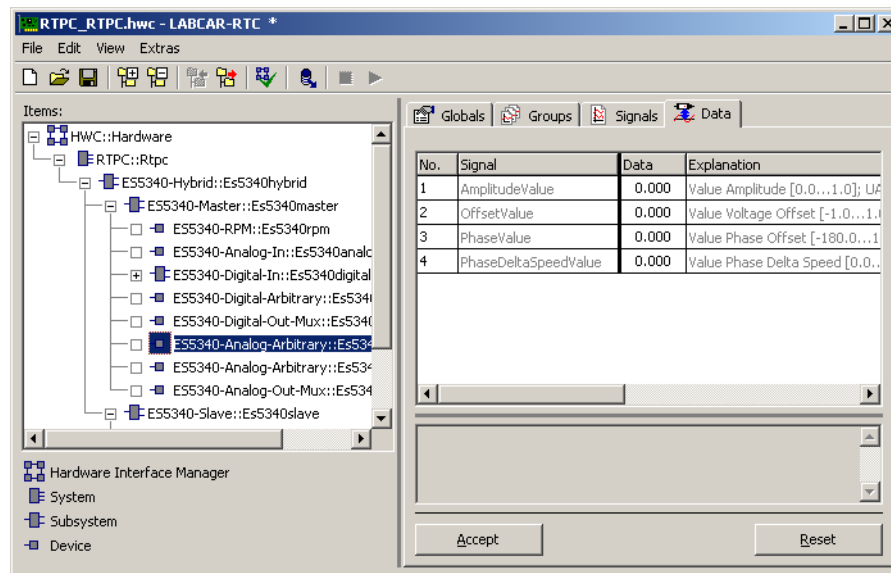 RTPC_RTPC.hwc - LABCAR-RTC *
File Edit View Extras
Items:
HWC::Hardware
RTPC::Rtpc
ES5340-Hybrid::Es5340hybrid
ES5340-Master::Es5340master
ES5340-RPM::Es5340rpm
ES5340-Analog-In::Es5340analo
ES5340-Digital-In::Es5340digital
ES5340-Digital-Arbitrary::Es534
ES5340-Digital-Out-Mux::Es534
ES5340-Analog-Arbitrary::Es534
ES5340-Analog-Arbitrary::Es534
ES5340-Analog-Out-Mux::Es534
ES5340-Slave::Es5340slave
Hardware Interface Manager
System
Subsystem
Device
Globals Groups Signals Data
No. Signal Data Explanation
1 AmplitudeValue 0.000 Value Amplitude [0.0...1.0]; UA
2 OffsetValue 0.000 Value Voltage Offset [-1.0...1.
3 PhaseValue 0.000 Value Phase Offset [-180.0...1
4 PhaseDeltaSpeedValue 0.000 Value Phase Delta Speed [0.0..
Accept Reset